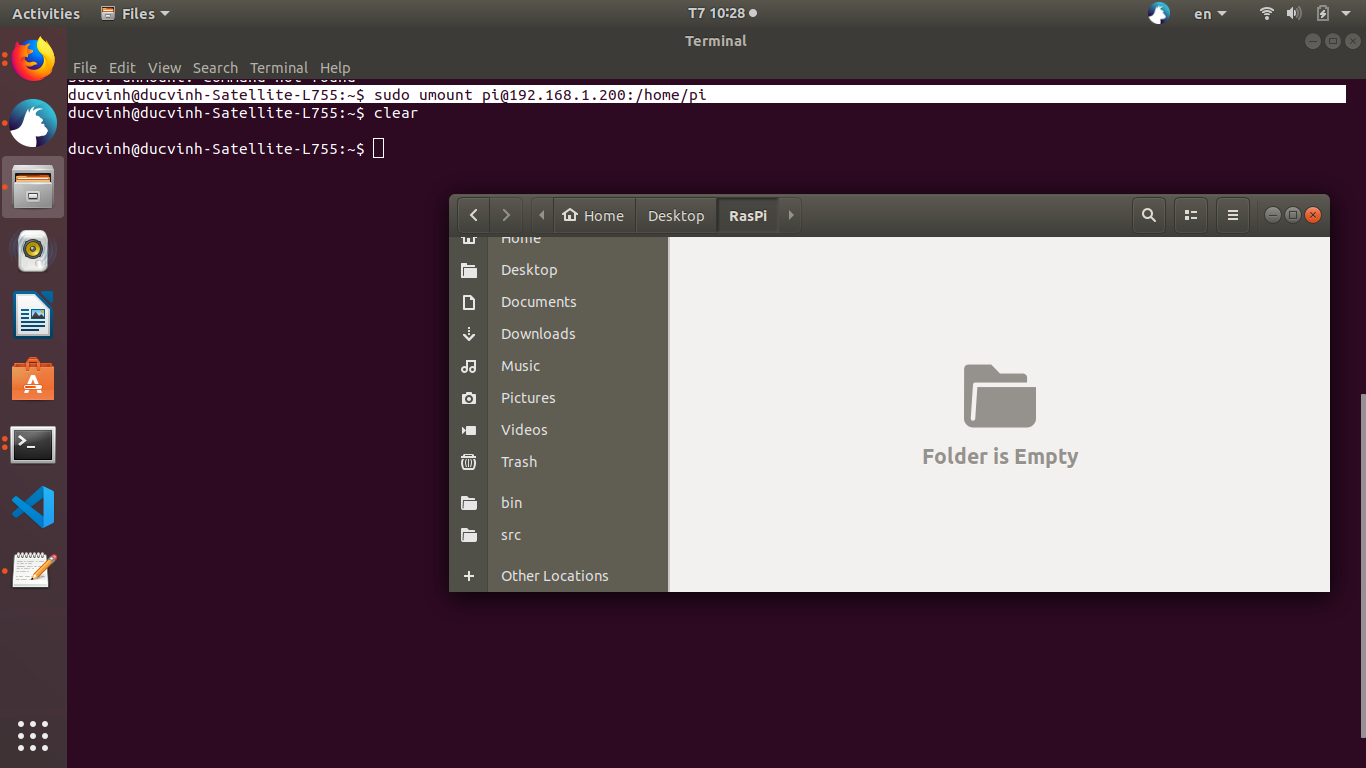 Activities Files T7 10:28 en
Terminal
File Edit View Search Terminal Help
ducvinh@ducvinh-Satellite-L755:~$ sudo umount pi@192.168.1.200:/home/pi
ducvinh@ducvinh-Satellite-L755:~$ clear
ducvinh@ducvinh-Satellite-L755:~$
Home Desktop RasPi
Home
Desktop
Documents
Downloads
Music
Pictures
Videos
Trash
bin
src
Other Locations
Folder is Empty